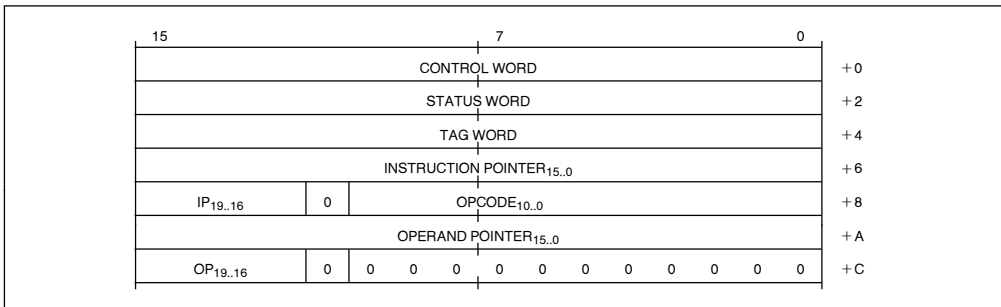 15 7 0
CONTROL WORD +0
STATUS WORD +2
TAG WORD +4
INSTRUCTION POINTER15..0 +6
IP19..16 0 OPCODE10..0 +8
OPERAND POINTER15..0 +A
OP19..16 0 0 0 0 0 0 0 0 0 0 0 0 +C